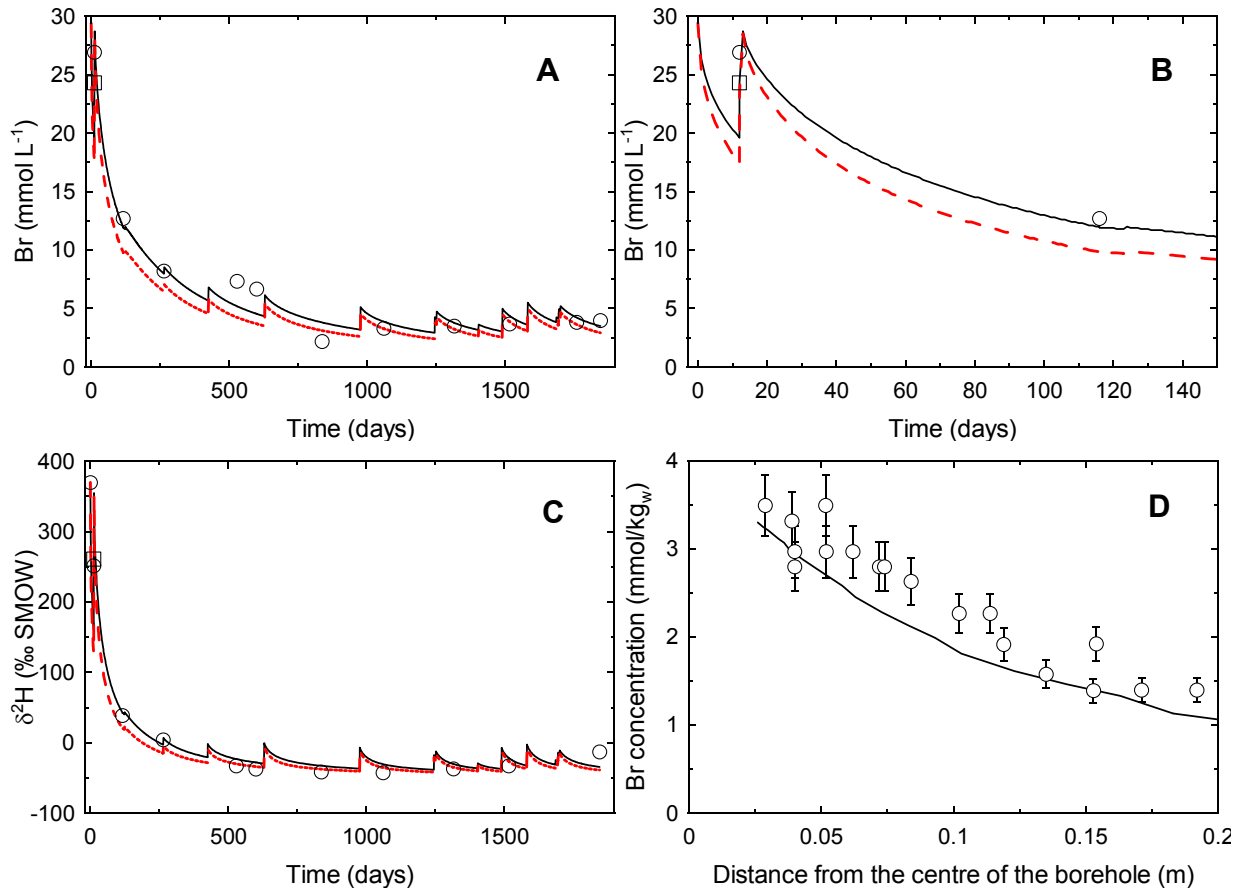 A
Br (mmol L⁻¹)
30
25
20
15
10
5
0
0 500 1000 1500
Time (days)
B
Br (mmol L⁻¹)
30
25
20
15
10
5
0
0 20 40 60 80 100 120 140
Time (days)
C
δ²H (‰ SMOW)
400
300
200
100
0
-100
0 500 1000 1500
Time (days)
D
Br concentration (mmol/kgw)
4
3
2
1
0
0 0.05 0.1 0.15 0.2
Distance from the centre of the borehole (m)